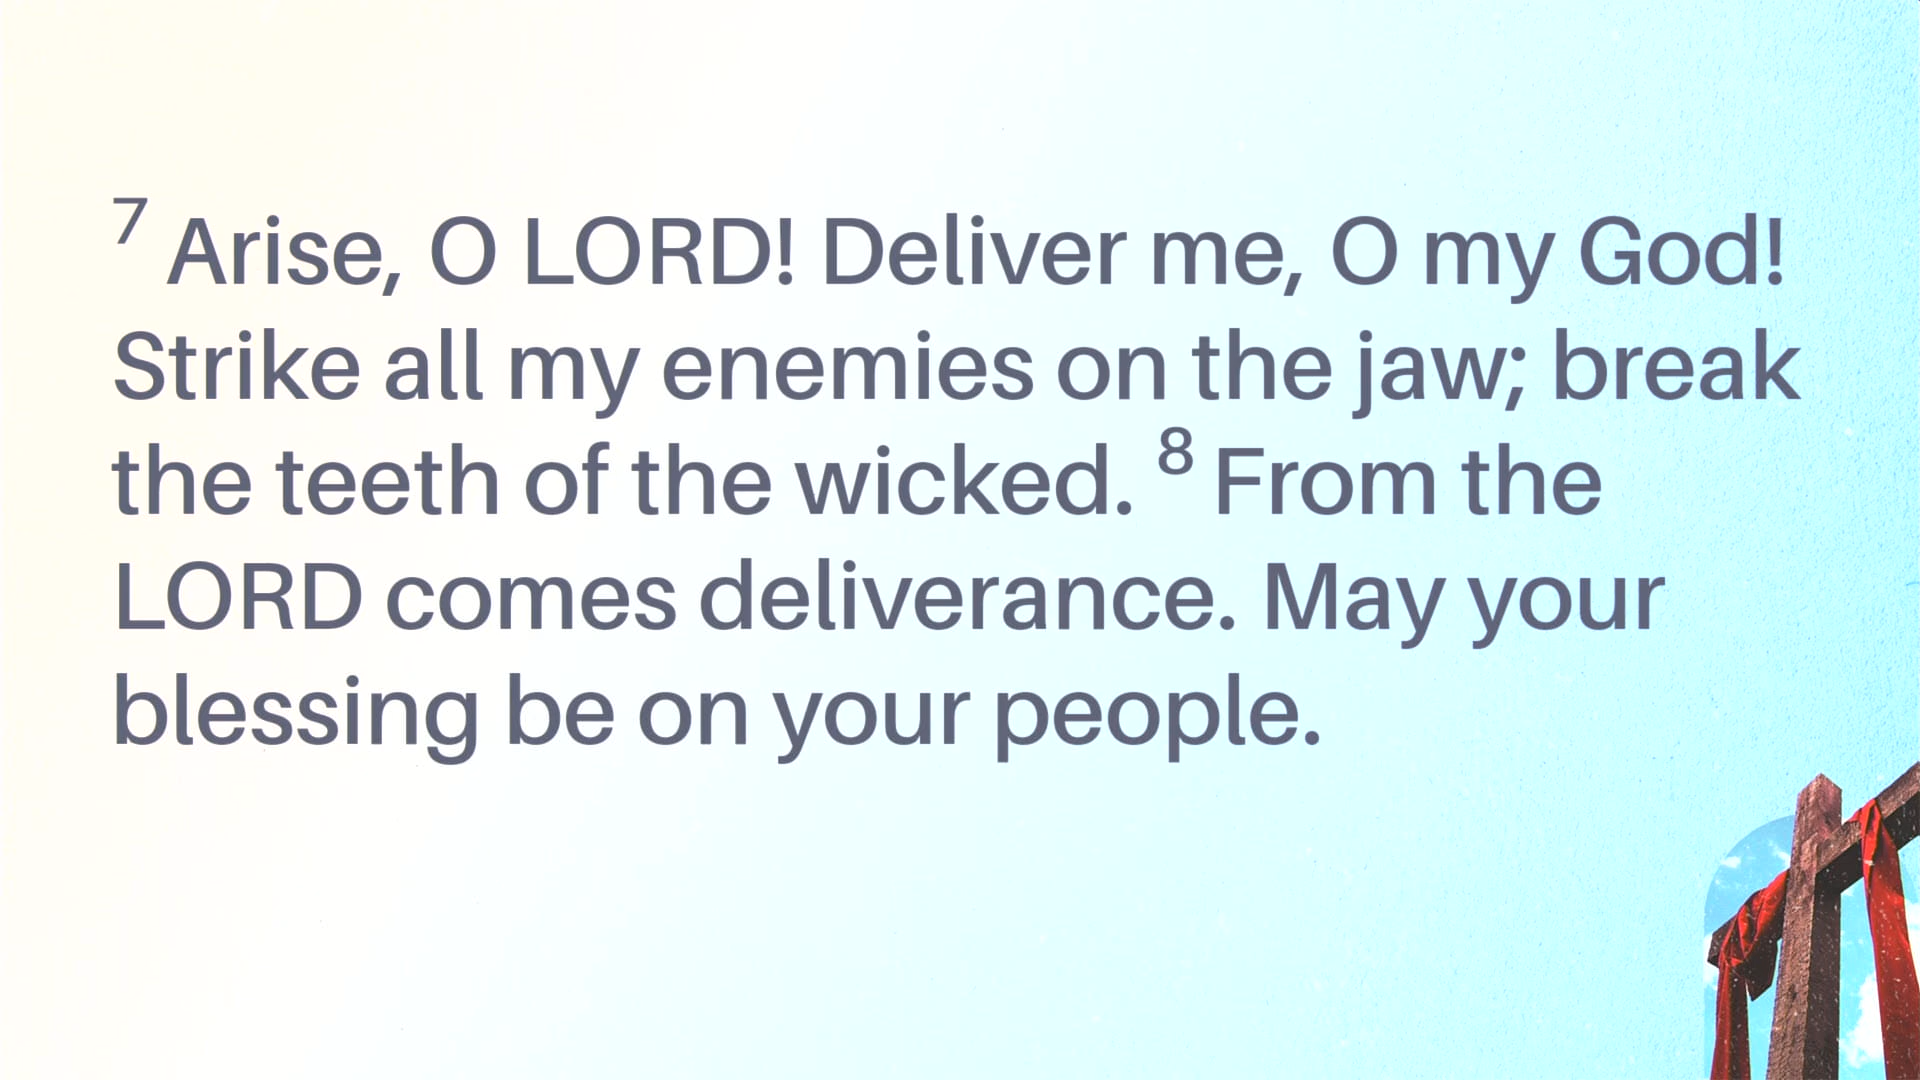 7 Arise, O LORD! Deliver me, O my God!
Strike all my enemies on the jaw; break
the teeth of the wicked. 8 From the
LORD comes deliverance. May your
blessing be on your people.